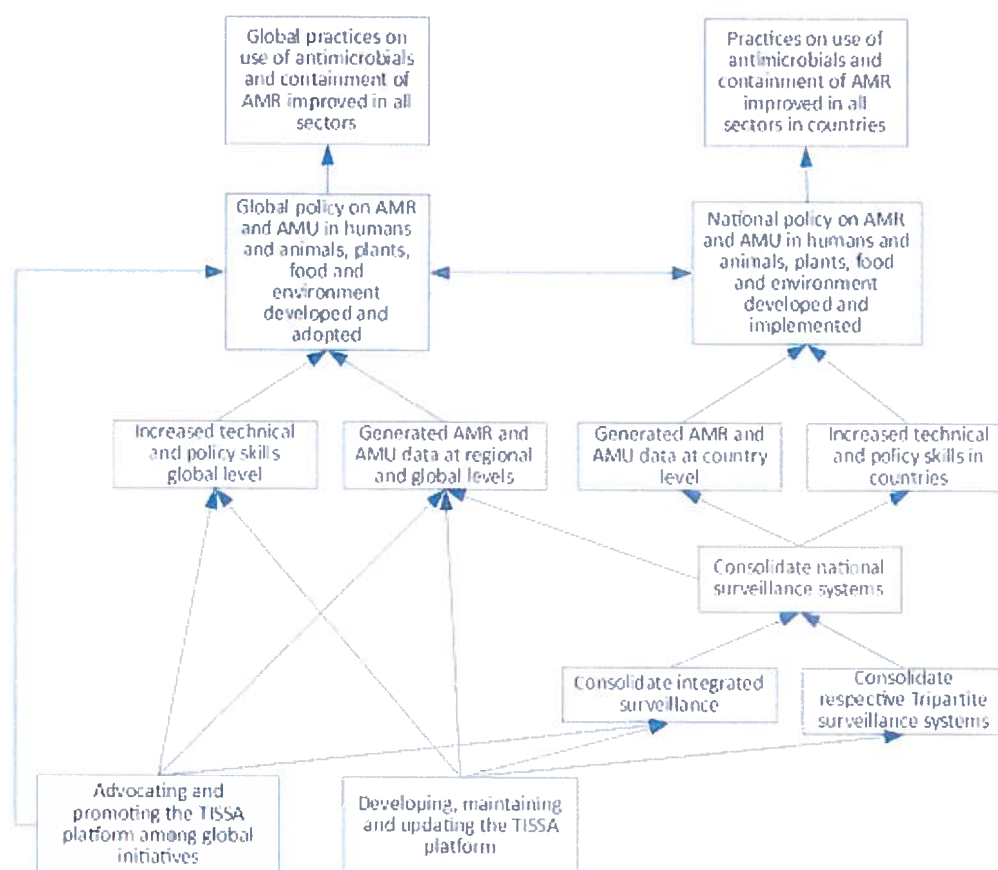 Global practices on
use of antimicrobials
and containment of
AMR improved in all
sectors
Practices on use of
antimicrobials and
containment of AMR
improved in all
sectors in countries
Global policy on AMR
and AMU in humans
and animals, plants,
food and
environment
developed and
adopted
National policy on AMR
and AMU in humans and
animals, plants, food
and environment
developed and
implemented
Increased technical
and policy skills
global level
Generated AMR and
AMU data at regional
and global levels
Generated AMR and
AMU data at country
level
Increased technical
and policy skills in
countries
Consolidate national
surveillance systems
Consolidate integrated
surveillance
Consolidate
respective Tripartite
surveillance systems
Advocating and
promoting the TISSA
platform among global
initiatives
Developing, maintaining
and updating the TISSA
platform